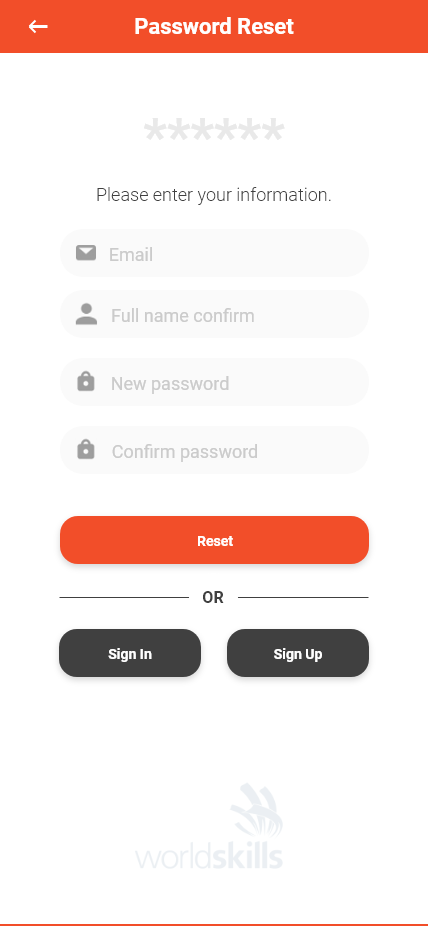 Password Reset
******
Please enter your information.
Email
Full name confirm
New password
Confirm password
Reset
OR
Sign In
Sign Up
worldskills